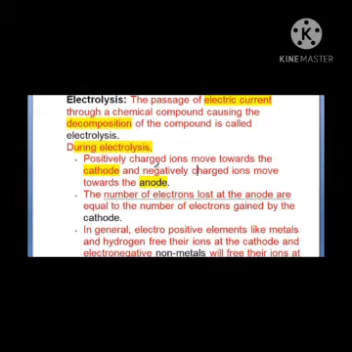 KINEMASTER
Electrolysis: The passage of electric current
through a chemical compound causing the
decomposition of the compound is called
electrolysis.
During electrolysis,
• Positively charged ions move towards the
cathode and negatively charged ions move
towards the anode.
• The number of electrons lost at the anode are
equal to the number of electrons gained by the
cathode.
• In general, electro positive elements like metals
and hydrogen free their ions at the cathode and
electronegative non-metals will free their ions at